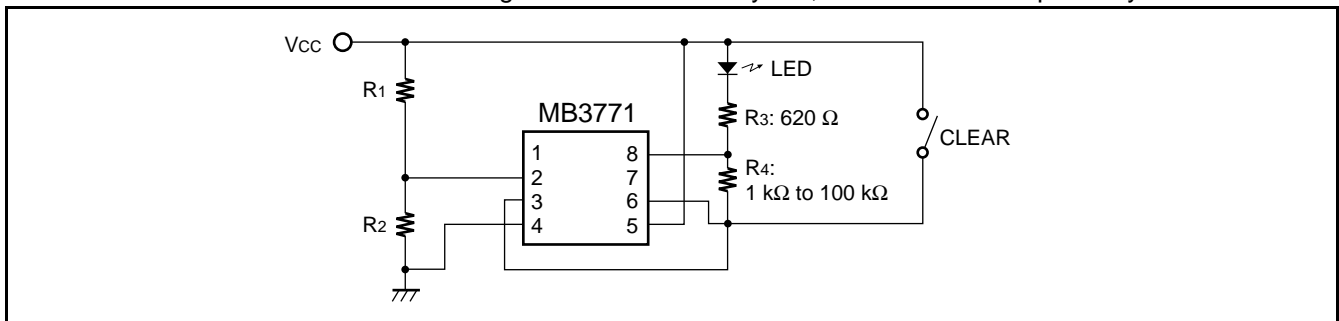 Vcc
R1
R2
MB3771
1
2
3
4
8
7
6
5
LED
R3: 620 Ω
R4:
1 kΩ to 100 kΩ
CLEAR